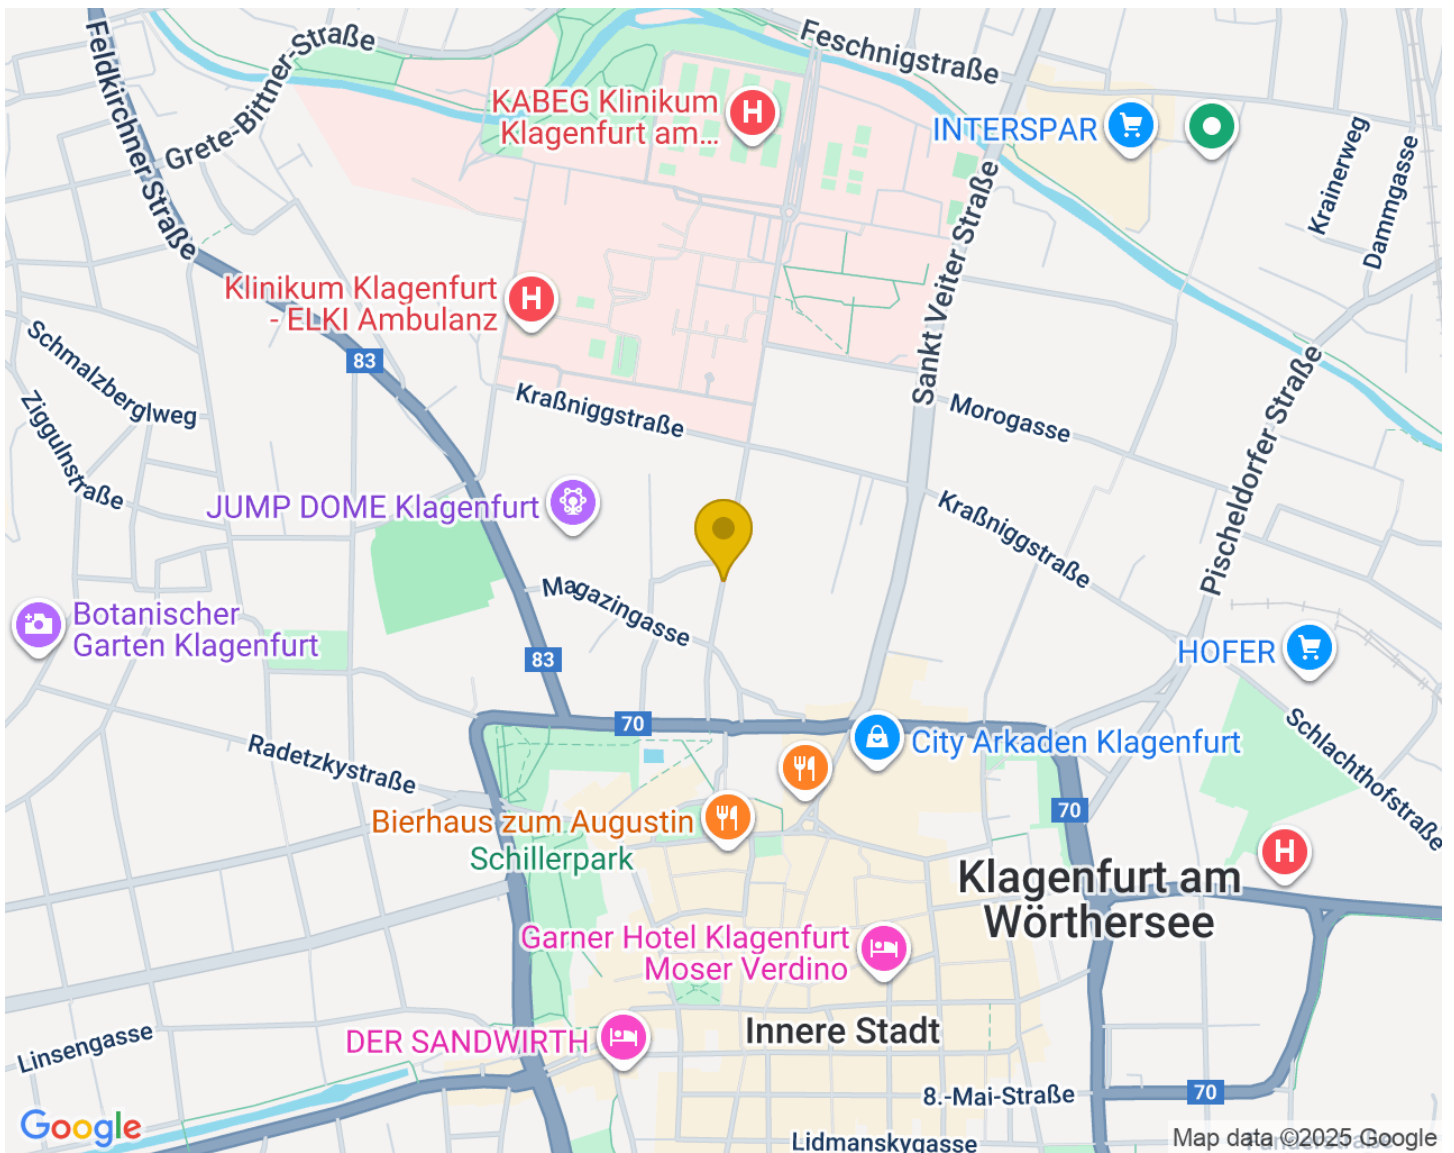 Feldkirchner Straße
Grete-Bittner-Straße
Feschnigstraße
KABEG Klinikum
Klagenfurt am...
INTERSPAR
Krainerweg
Dammgasse
Sankt Veiter Straße
Klinikum Klagenfurt
- ELKI Ambulanz
83
Schmalzberglweg
Ziggulnstraße
Kraßniggstraße
Morogasse
Pischeldorfer Straße
JUMP DOME Klagenfurt
Kraßniggstraße
Magazingasse
Botanischer
Garten Klagenfurt
83
HOFER
70
City Arkaden Klagenfurt
Radetzkystraße
Schlachthofstraße
70
Bierhaus zum Augustin
Schillerpark
Klagenfurt am
Wörthersee
Garner Hotel Klagenfurt
Moser Verdino
DER SANDWIRTH
Innere Stadt
Linsengasse
8.-Mai-Straße
70
Google
Lidmanskygasse
Map data ©2025 Google